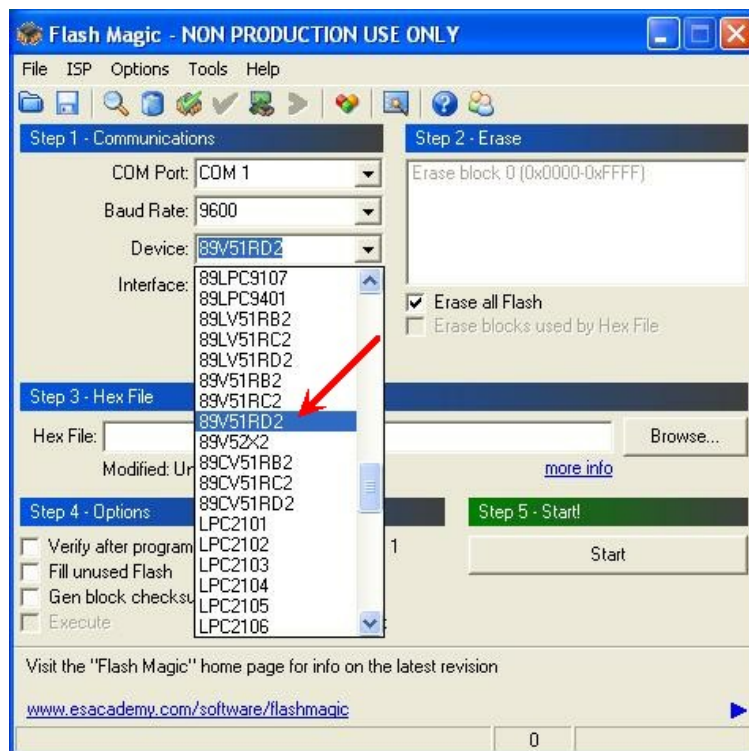 Flash Magic - NON PRODUCTION USE ONLY
File ISP Options Tools Help
Step 1 - Communications
COM Port: COM 1
Baud Rate: 9600
Device: 89V51RD2
Interface:
89LPC9107
89LPC9401
89LV51RB2
89LV51RC2
89LV51RD2
89V51RB2
89V51RC2
89V51RD2
89V52X2
89CV51RB2
89CV51RC2
89CV51RD2
LPC2101
LPC2102
LPC2103
LPC2104
LPC2105
LPC2106
Step 2 - Erase
Erase block 0 (0x0000-0xFFFF)
Erase all Flash
Erase blocks used by Hex File
Step 3 - Hex File
Hex File:
Browse...
Modified: Un
more info
Step 4 - Options
Verify after program
1
Fill unused Flash
Gen block checksu
Execute
Step 5 - Start!
Start
Visit the "Flash Magic" home page for info on the latest revision
www.esacademy.com/software/flashmagic
0